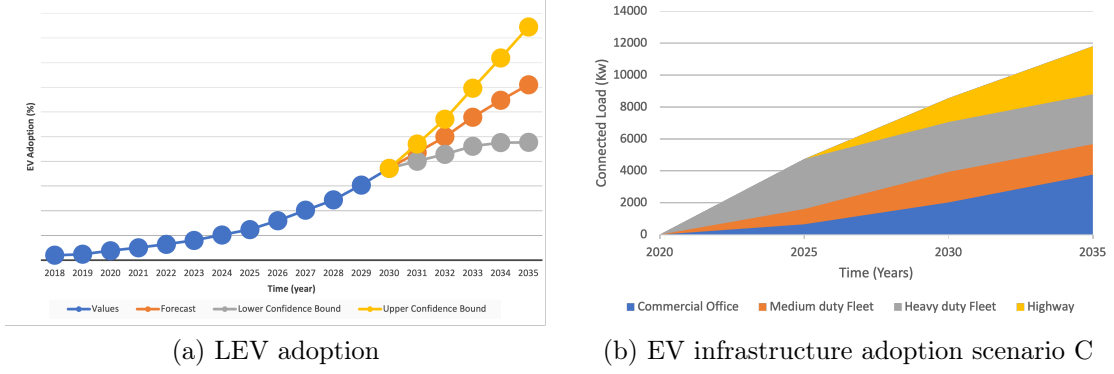 EV Adoption (%)
2018 2019 2020 2021 2022 2023 2024 2025 2026 2027 2028 2029 2030 2031 2032 2033 2034 2035
Time (year)
Values Forecast Lower Confidence Bound Upper Confidence Bound
(a) LEV adoption
Connected Load (Kw)
14000
12000
10000
8000
6000
4000
2000
0
2020 2025 2030 2035
Time (Years)
Commercial Office Medium duty Fleet Heavy duty Fleet Highway
(b) EV infrastructure adoption scenario C